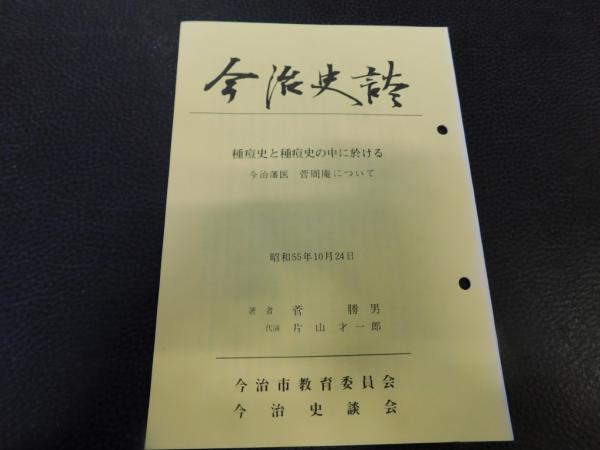 今治史談
種痘史と種痘史の中に於ける
今治藩医 菅周庵について
昭和55年10月24日
著者 菅 勝男
代演 片山才一郎
今治市教育委員会
今治史談会